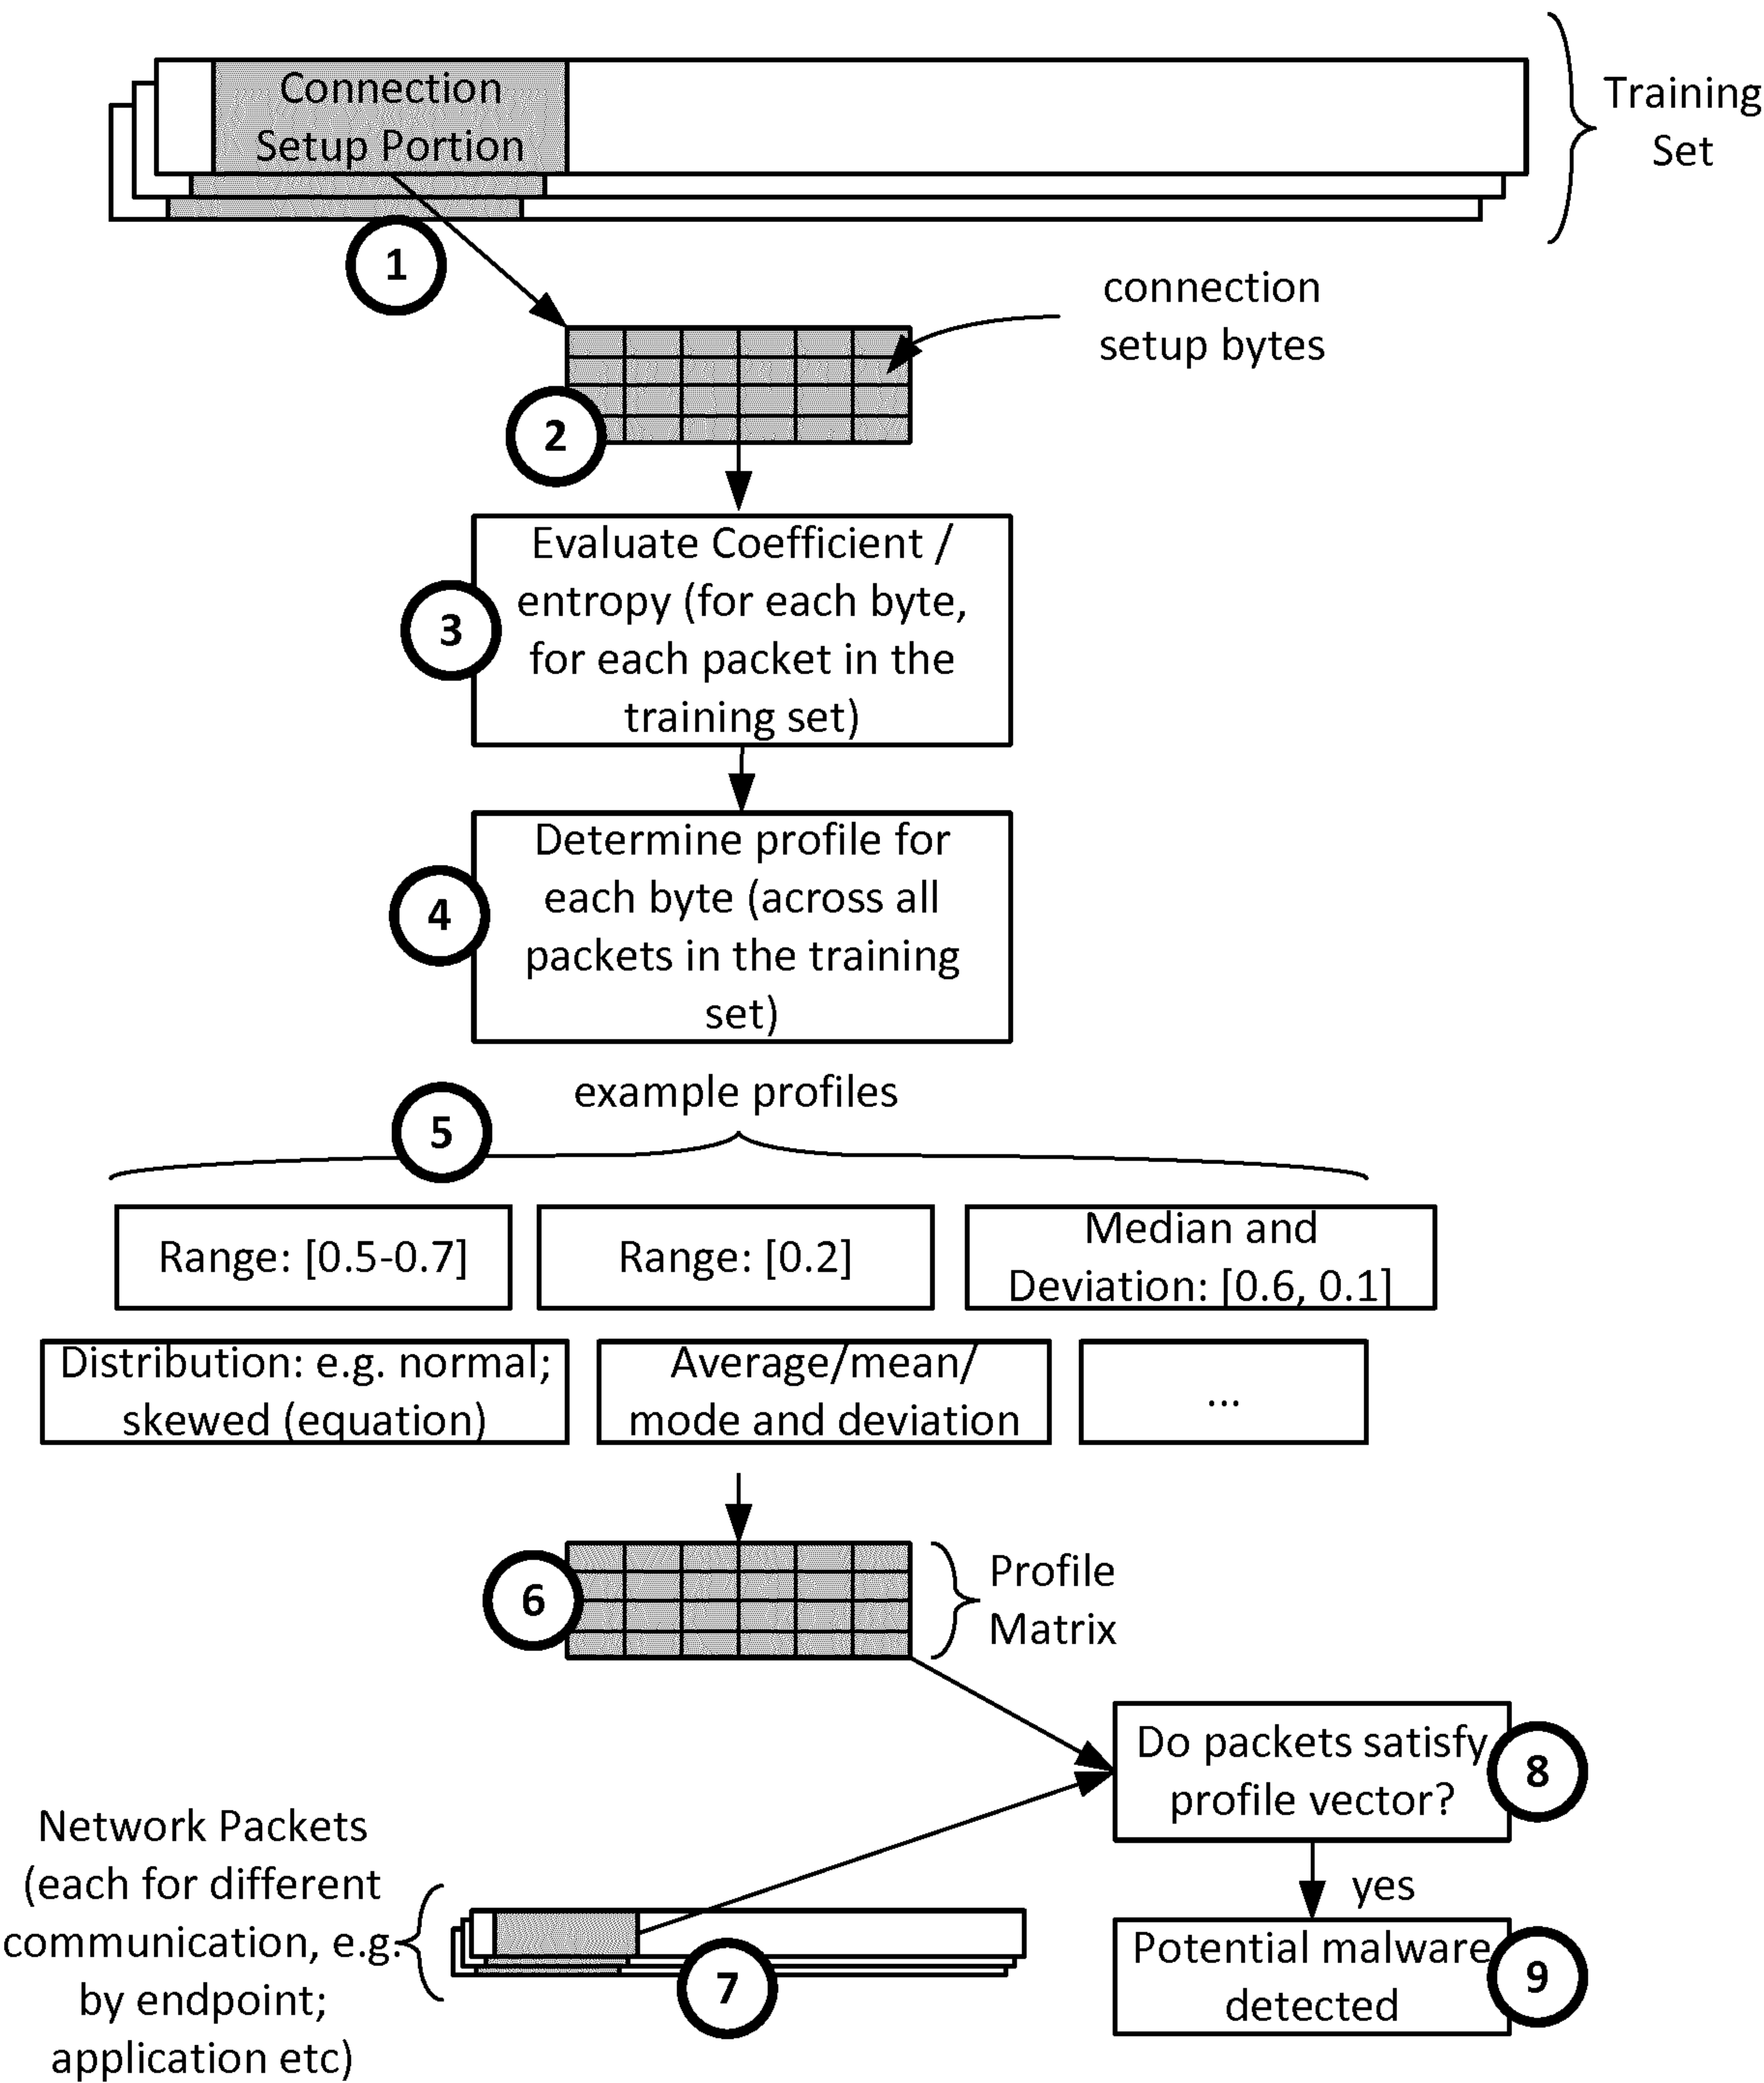 Connection
Setup Portion
Training
Set
1
connection
setup bytes
2
Evaluate Coefficient /
entropy (for each byte,
for each packet in the
training set)
3
Determine profile for
each byte (across all
packets in the training
set)
4
example profiles
5
Range: [0.5-0.7]
Range: [0.2]
Median and
Deviation: [0.6, 0.1]
Distribution: e.g. normal;
skewed (equation)
Average/mean/
mode and deviation
...
6
Profile
Matrix
Do packets satisfy
profile vector?
8
Network Packets
(each for different
communication, e.g.
by endpoint;
application etc)
7
yes
Potential malware
detected
9